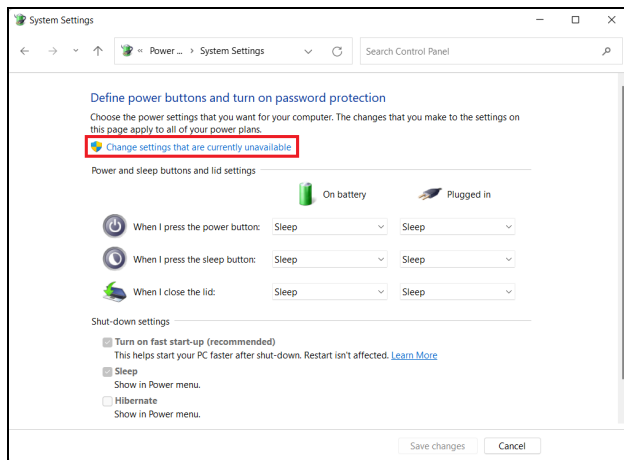 System Settings
« Power ... > System Settings
Search Control Panel
Define power buttons and turn on password protection
Choose the power settings that you want for your computer. The changes that you make to the settings on
this page apply to all of your power plans.
Change settings that are currently unavailable
Power and sleep buttons and lid settings
On battery Plugged in
When I press the power button: Sleep Sleep
When I press the sleep button: Sleep Sleep
When I close the lid: Sleep Sleep
Shut-down settings
Turn on fast start-up (recommended)
This helps start your PC faster after shut-down. Restart isn't affected. Learn More
Sleep
Show in Power menu.
Hibernate
Show in Power menu.
Save changes Cancel